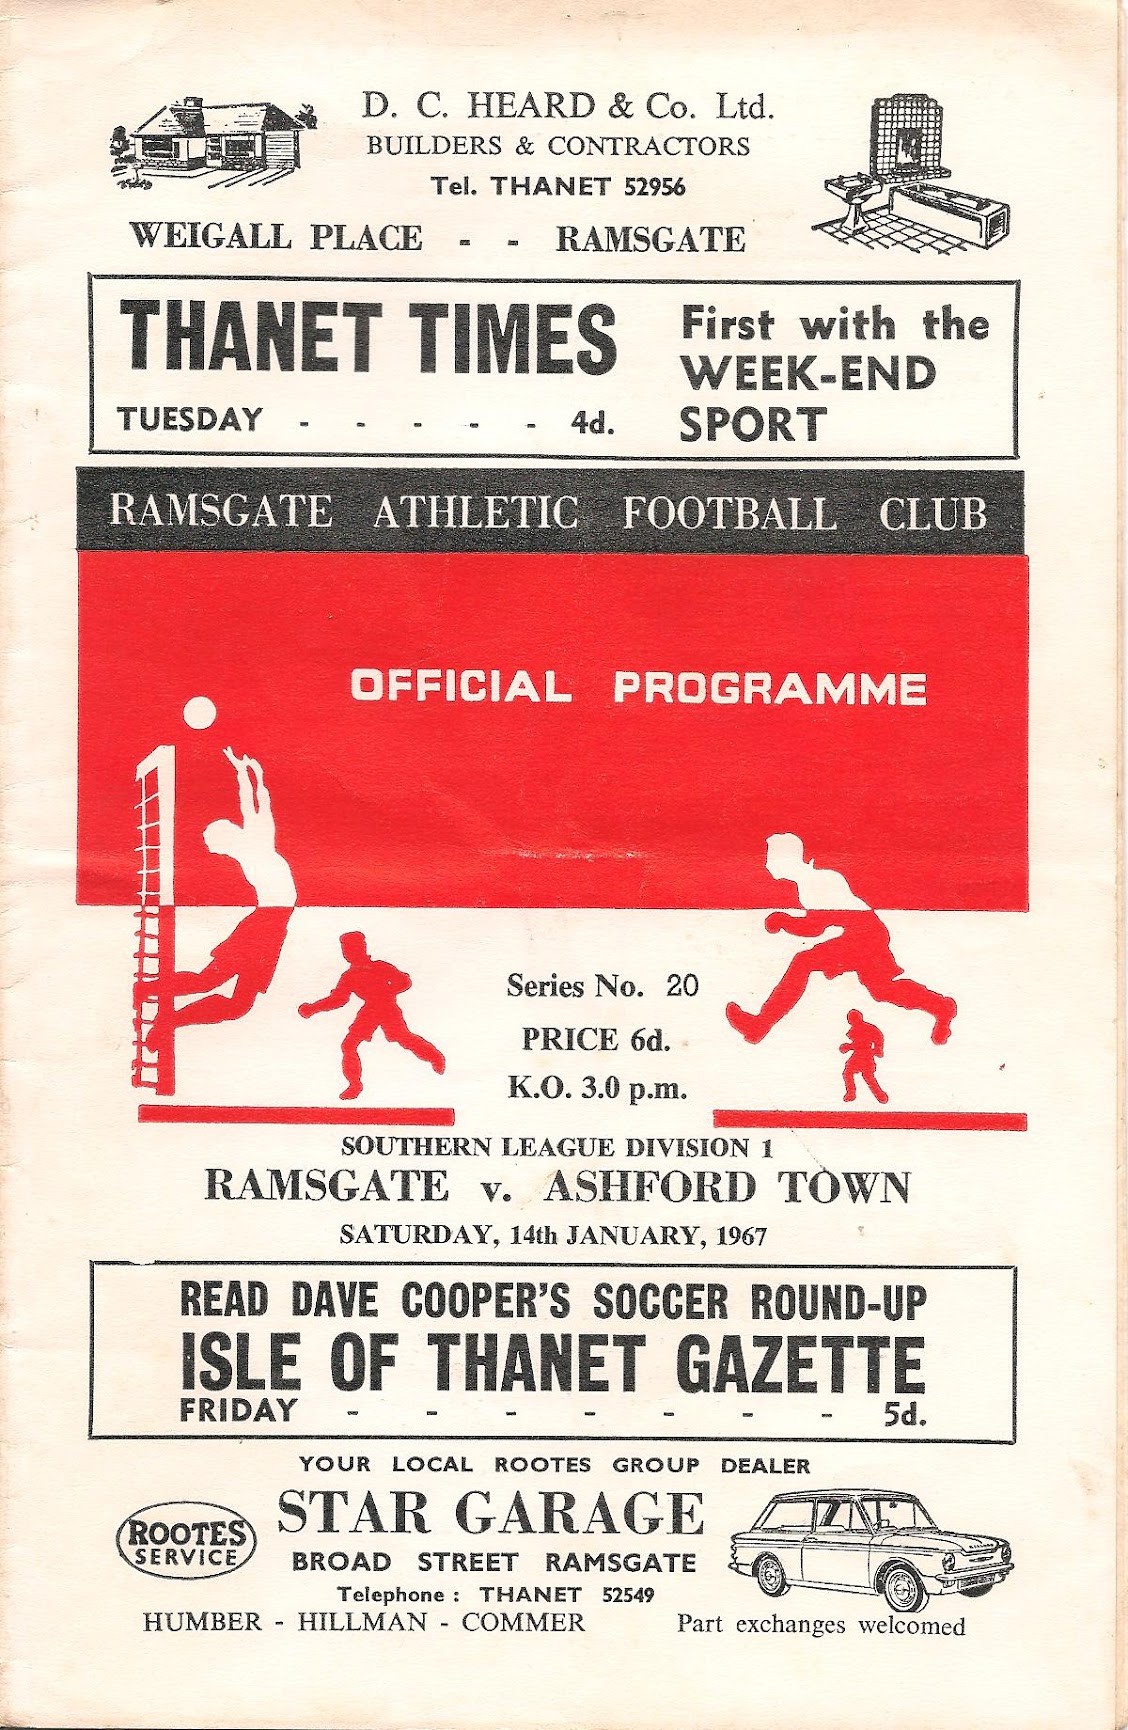 D. C. HEARD & Co. Ltd.
BUILDERS & CONTRACTORS
Tel. THANET 52956
WEIGALL PLACE - - RAMSGATE
THANET TIMES
TUESDAY - - - - - 4d.
First with the
WEEK-END
SPORT
RAMSGATE ATHLETIC FOOTBALL CLUB
OFFICIAL PROGRAMME
Series No. 20
PRICE 6d.
K.O. 3.0 p.m.
SOUTHERN LEAGUE DIVISION 1
RAMSGATE v. ASHFORD TOWN
SATURDAY, 14th JANUARY, 1967
READ DAVE COOPER'S SOCCER ROUND-UP
ISLE OF THANET GAZETTE
FRIDAY - - - - - - - 5d.
YOUR LOCAL ROOTES GROUP DEALER
STAR GARAGE
ROOTES
SERVICE
BROAD STREET RAMSGATE
Telephone : THANET 52549
HUMBER - HILLMAN - COMMER
Part exchanges welcomed